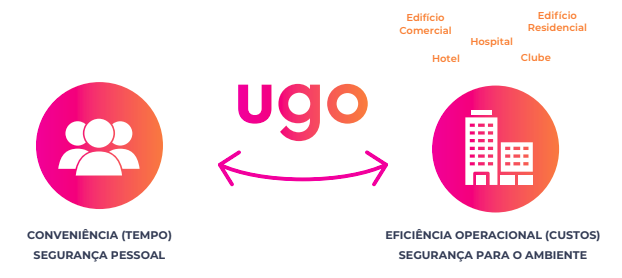 Edifício
Comercial
Edifício
Residencial
Hospital
Hotel
Clube
ugo
CONVENIÊNCIA (TEMPO)
SEGURANÇA PESSOAL
EFICIÊNCIA OPERACIONAL (CUSTOS)
SEGURANÇA PARA O AMBIENTE